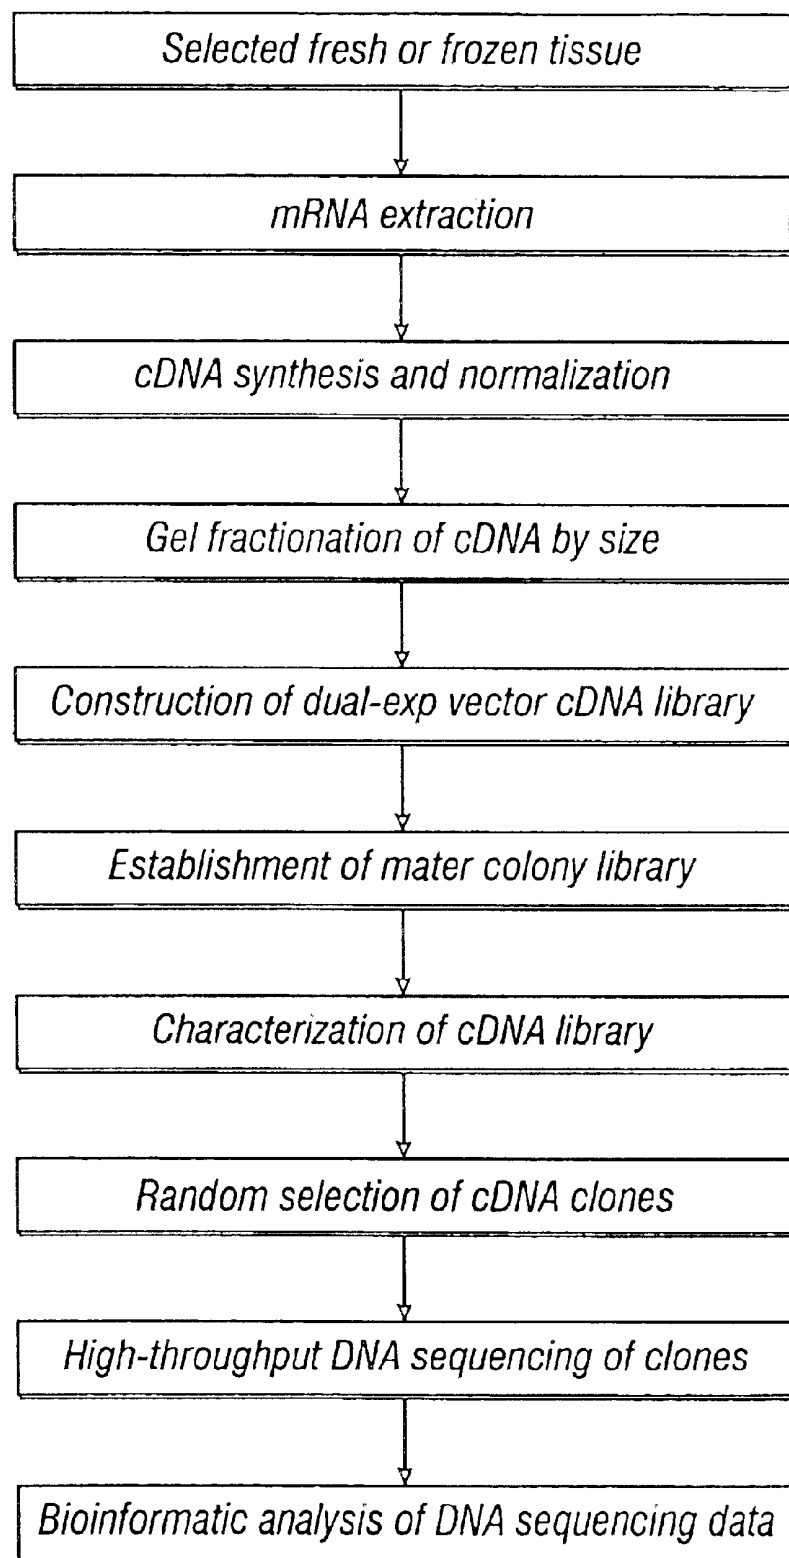 Selected fresh or frozen tissue
mRNA extraction
cDNA synthesis and normalization
Gel fractionation of cDNA by size
Construction of dual-exp vector cDNA library
Establishment of mater colony library
Characterization of cDNA library
Random selection of cDNA clones
High-throughput DNA sequencing of clones
Bioinformatic analysis of DNA sequencing data